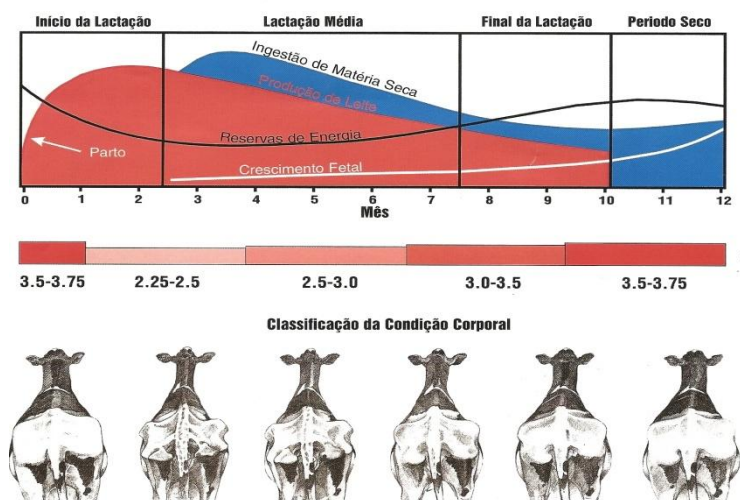 Início da Lactação Lactação Média Final da Lactação Periodo Seco
Ingestão de Matéria Seca
Produção de Leite
Reservas de Energia
Parto
Crescimento Fetal
0 1 2 3 4 5 6 7 8 9 10 11 12
Mês
3.5-3.75 2.25-2.5 2.5-3.0 3.0-3.5 3.5-3.75
Classificação da Condição Corporal